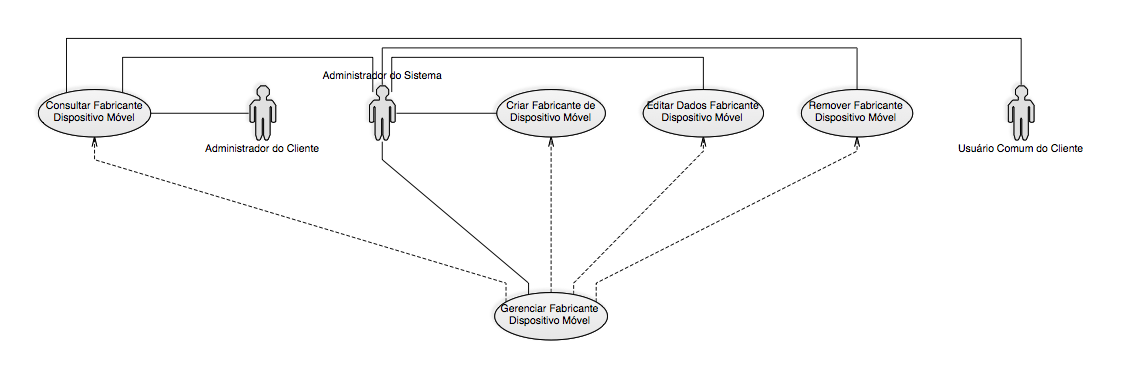 Administrador do Sistema
Consultar Fabricante
Dispositivo Móvel
Criar Fabricante de
Dispositivo Móvel
Editar Dados Fabricante
Dispositivo Móvel
Remover Fabricante
Dispositivo Móvel
Administrador do Cliente
Usuário Comum do Cliente
Gerenciar Fabricante
Dispositivo Móvel